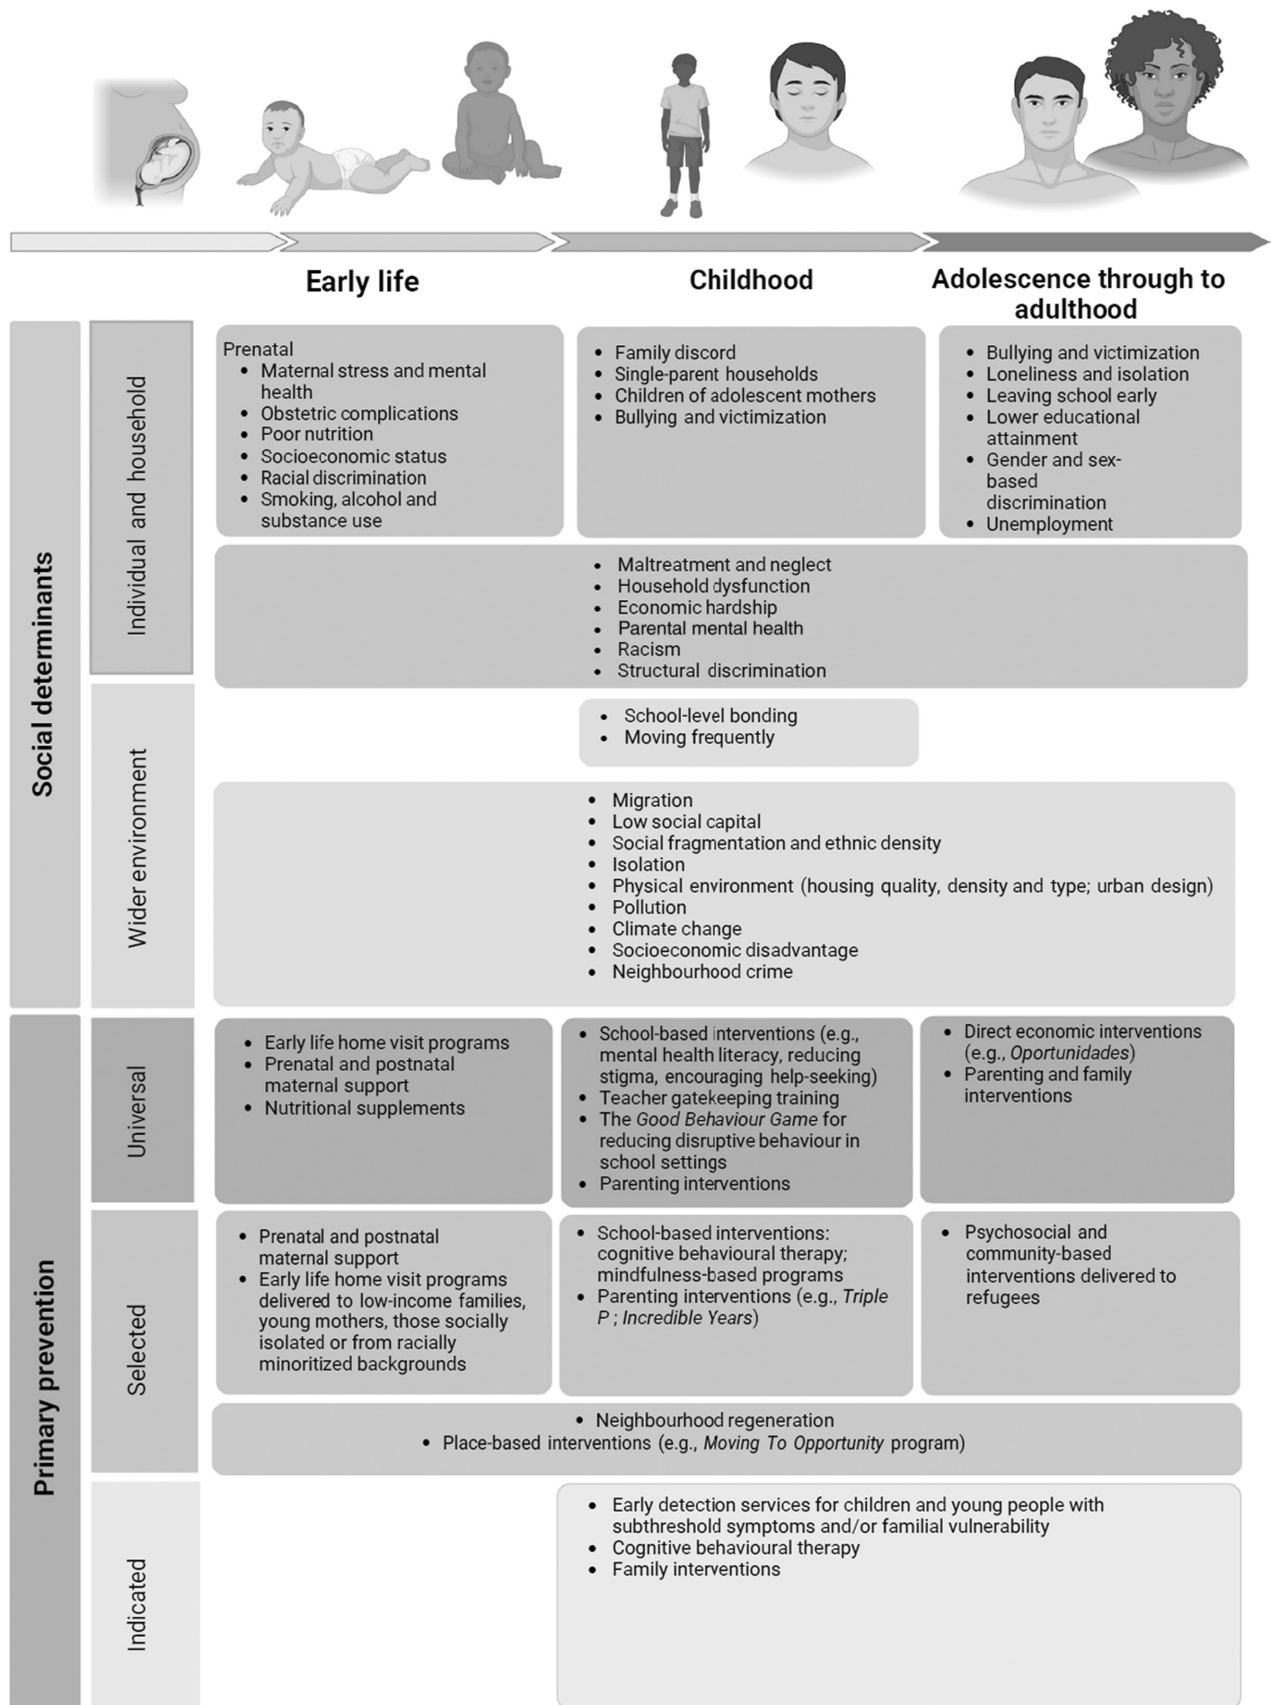 Early life
Childhood
Adolescence through to
adulthood
Social determinants
Individual and household
Prenatal
• Maternal stress and mental
health
• Obstetric complications
• Poor nutrition
• Socioeconomic status
• Racial discrimination
• Smoking, alcohol and
substance use
• Family discord
• Single-parent households
• Children of adolescent mothers
• Bullying and victimization
• Bullying and victimization
• Loneliness and isolation
• Leaving school early
• Lower educational
attainment
• Gender and sex-
based
discrimination
• Unemployment
• Maltreatment and neglect
• Household dysfunction
• Economic hardship
• Parental mental health
• Racism
• Structural discrimination
Wider environment
• School-level bonding
• Moving frequently
• Migration
• Low social capital
• Social fragmentation and ethnic density
• Isolation
• Physical environment (housing quality, density and type; urban design)
• Pollution
• Climate change
• Socioeconomic disadvantage
• Neighbourhood crime
Primary prevention
Universal
• Early life home visit programs
• Prenatal and postnatal
maternal support
• Nutritional supplements
• School-based interventions (e.g.,
mental health literacy, reducing
stigma, encouraging help-seeking)
• Teacher gatekeeping training
• The Good Behaviour Game for
reducing disruptive behaviour in
school settings
• Parenting interventions
• Direct economic interventions
(e.g., Oportunidades)
• Parenting and family
interventions
Selected
• Prenatal and postnatal
maternal support
• Early life home visit programs
delivered to low-income families,
young mothers, those socially
isolated or from racially
minoritized backgrounds
• School-based interventions:
cognitive behavioural therapy;
mindfulness-based programs
• Parenting interventions (e.g., Triple
P ; Incredible Years)
• Psychosocial and
community-based
interventions delivered to
refugees
• Neighbourhood regeneration
• Place-based interventions (e.g., Moving To Opportunity program)
Indicated
• Early detection services for children and young people with
subthreshold symptoms and/or familial vulnerability
• Cognitive behavioural therapy
• Family interventions